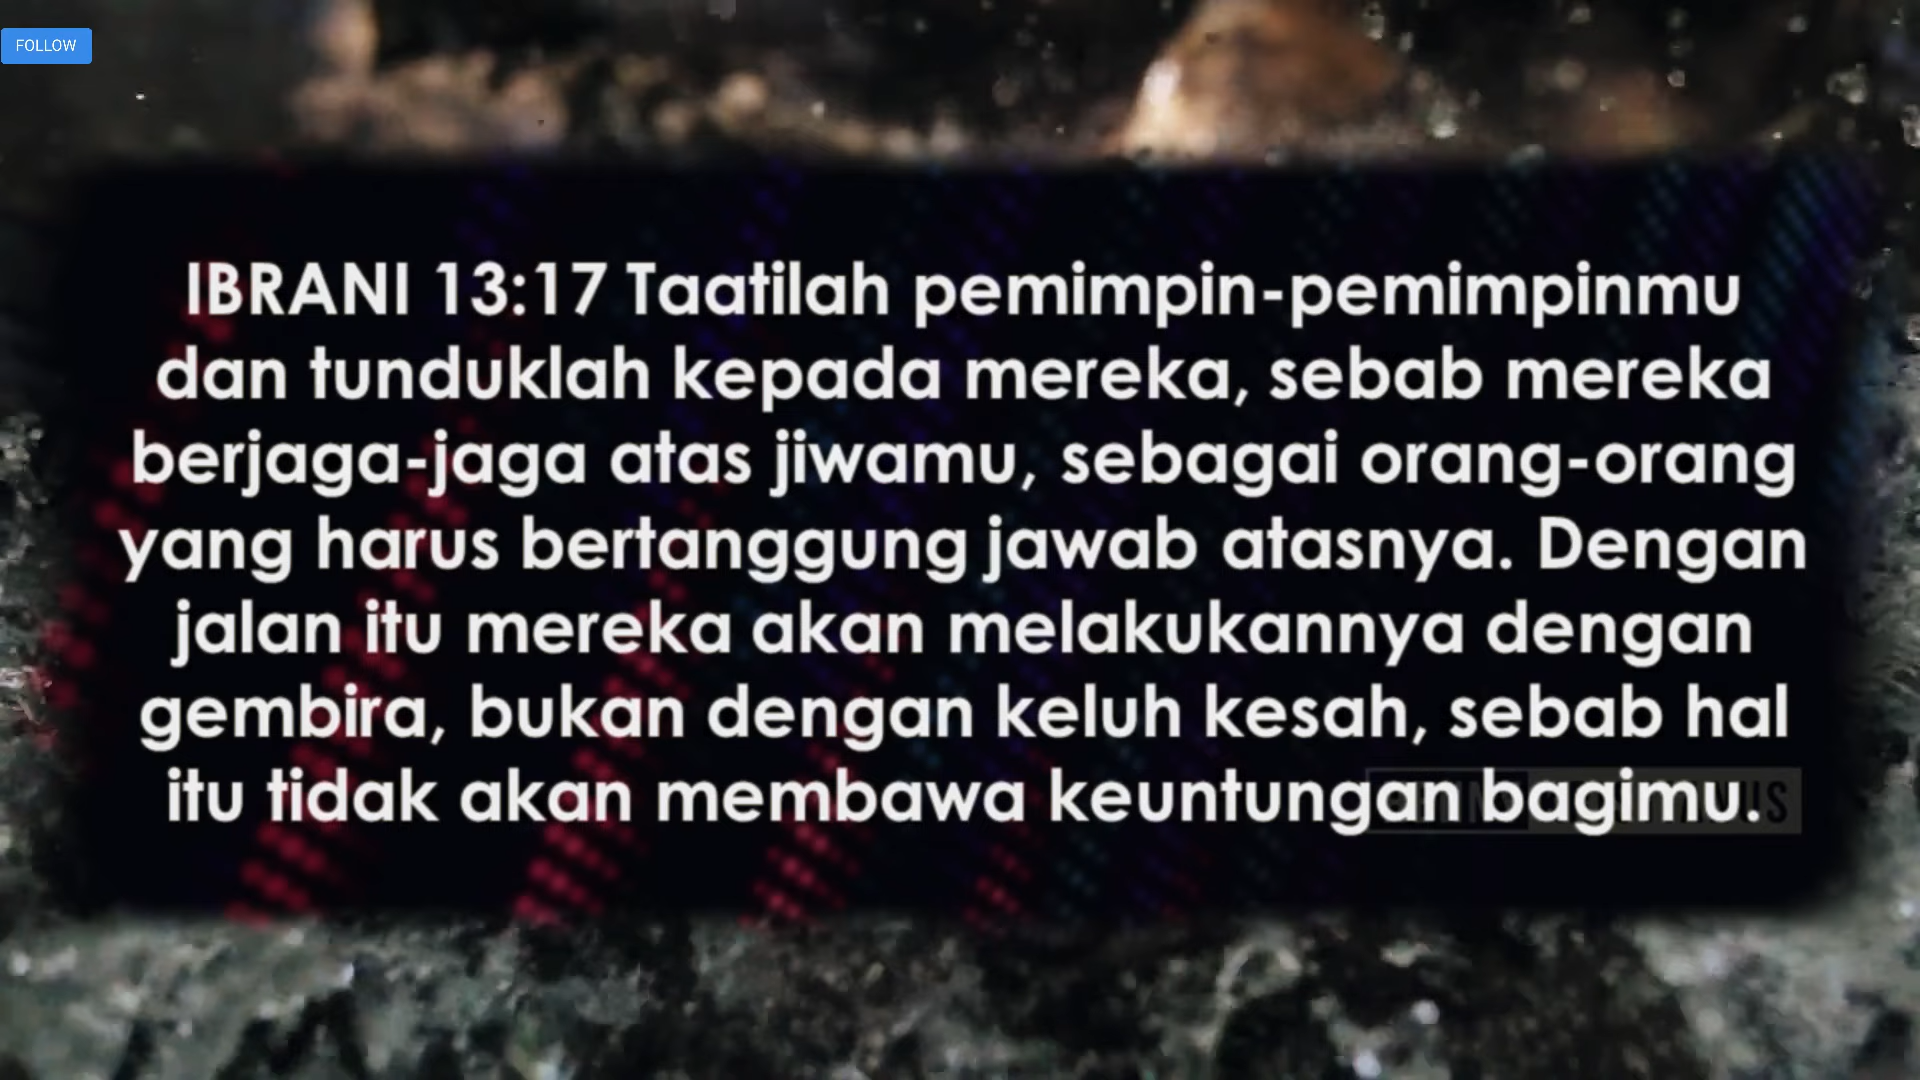 FOLLOW
IBRANI 13:17 Taatilah pemimpin-pemimpinmu
dan tunduklah kepada mereka, sebab mereka
berjaga-jaga atas jiwamu, sebagai orang-orang
yang harus bertanggung jawab atasnya. Dengan
jalan itu mereka akan melakukannya dengan
gembira, bukan dengan keluh kesah, sebab hal
itu tidak akan membawa keuntungan bagimu.